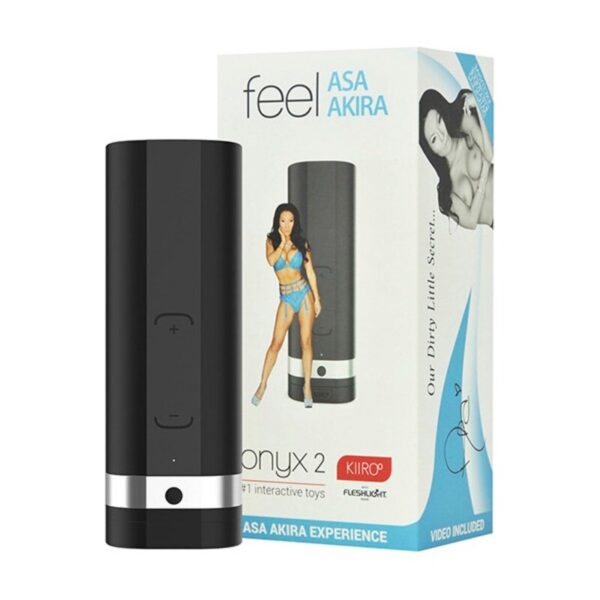 feel ASA
AKIRA
Our Dirty Little Secret...
+
−
onyx 2
#1 interactive toys
KIIROO
FLESHLIGHT
ASA AKIRA EXPERIENCE
VIDEO INCLUDED